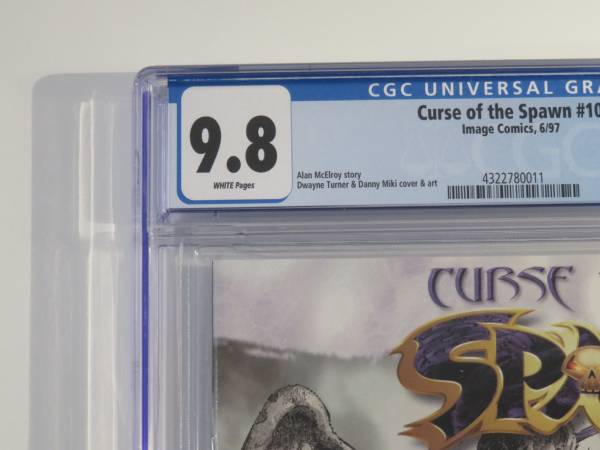 CGC UNIVERSAL GRA
Curse of the Spawn #10
Image Comics, 6/97
9.8
WHITE Pages
Alan McElroy story
Dwayne Turner & Danny Miki cover & art
4322780011
CURSE
SPA